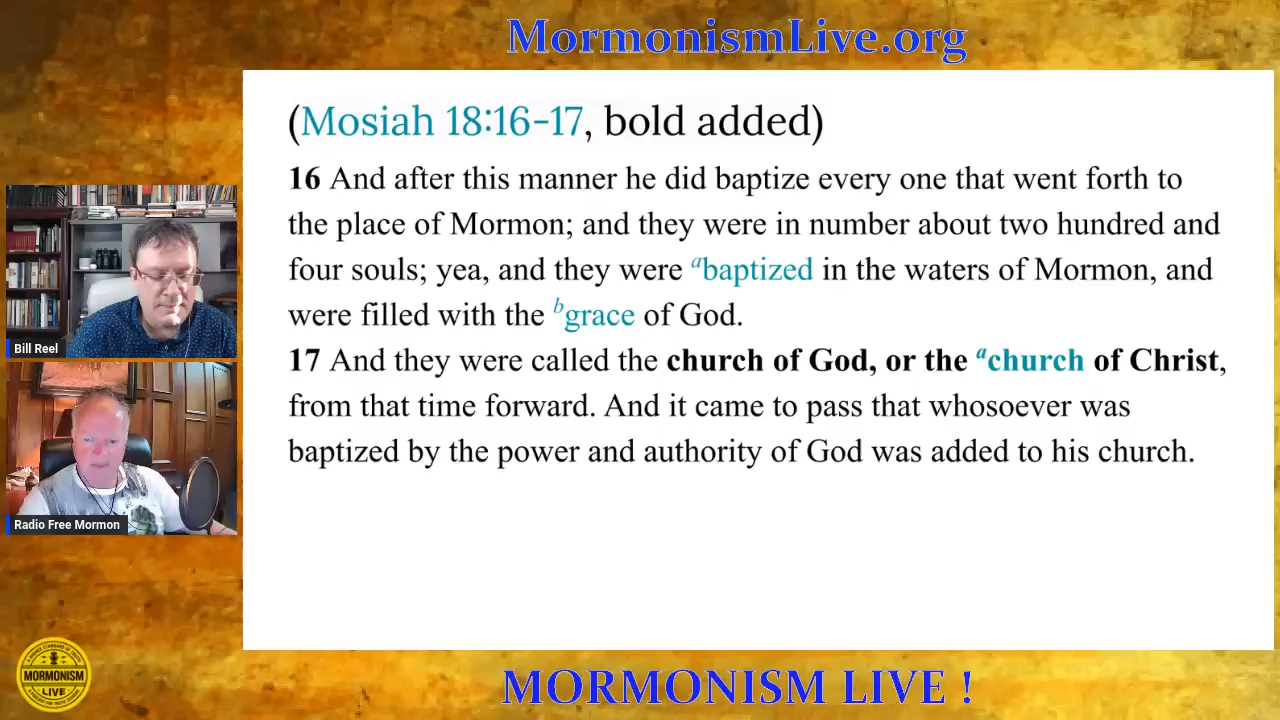 MormonismLive.org
(Mosiah 18:16-17, bold added)
16 And after this manner he did baptize every one that went forth to
the place of Mormon; and they were in number about two hundred and
four souls; yea, and they were a baptized in the waters of Mormon, and
were filled with the b grace of God.
17 And they were called the church of God, or the a church of Christ,
from that time forward. And it came to pass that whosoever was
baptized by the power and authority of God was added to his church.
Bill Reel
Radio Free Mormon
MORMONISM
LIVE
MORMONISM LIVE !